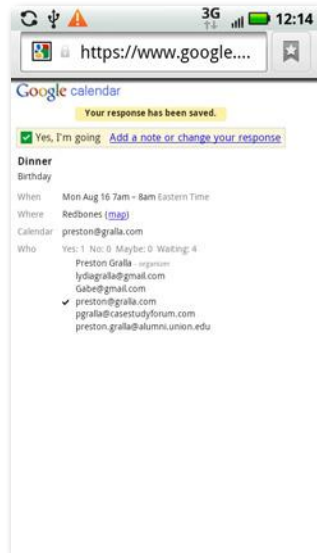 3G 12:14
https://www.google....
Google calendar
Your response has been saved.
Yes, I'm going Add a note or change your response
Dinner
Birthday
When Mon Aug 16 7am – 8am Eastern Time
Where Redbones (map)
Calendar preston@gralla.com
Who Yes: 1 No: 0 Maybe: 0 Waiting: 4
Preston Gralla - organizer
lydiagralla@gmail.com
Gabe@gmail.com
preston@gralla.com
pgralla@casestudyforum.com
preston.gralla@alumni.union.edu